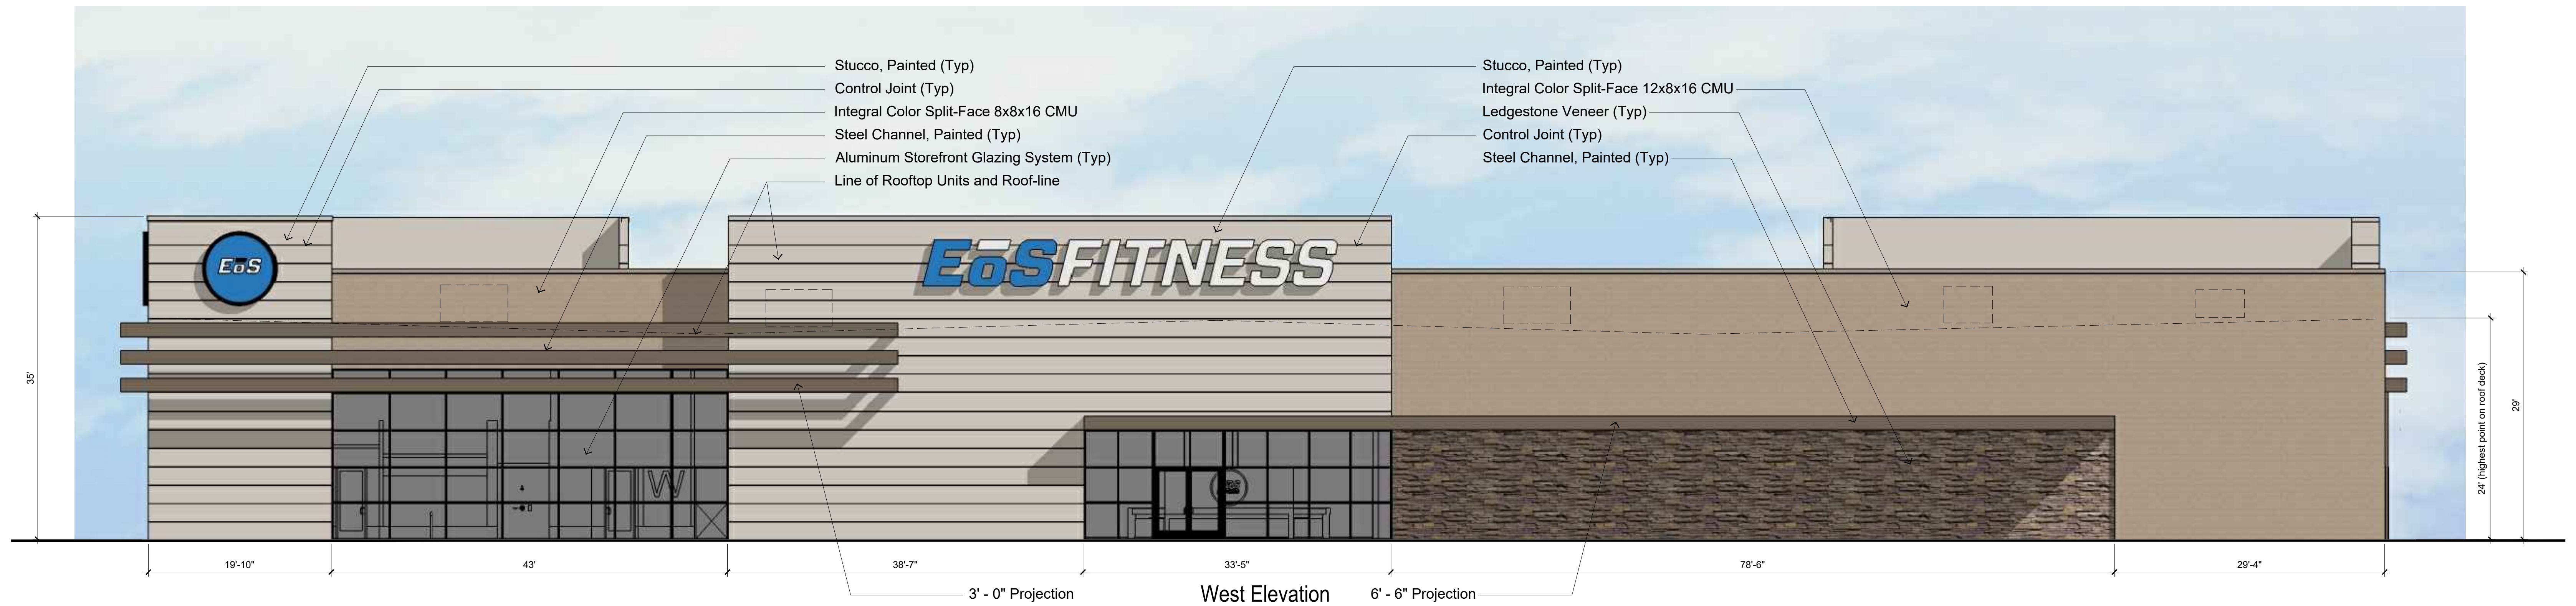 Stucco, Painted (Typ)
Control Joint (Typ)
Integral Color Split-Face 8x8x16 CMU
Steel Channel, Painted (Typ)
Aluminum Storefront Glazing System (Typ)
Line of Rooftop Units and Roof-line
Stucco, Painted (Typ)
Integral Color Split-Face 12x8x16 CMU
Ledgestone Veneer (Typ)
Control Joint (Typ)
Steel Channel, Painted (Typ)
EōS
EōSFITNESS
35'
24' (highest point on roof deck)
29'
W
19'-10"
43'
38'-7"
33'-5"
78'-6"
29'-4"
3' - 0" Projection
West Elevation
6' - 6" Projection